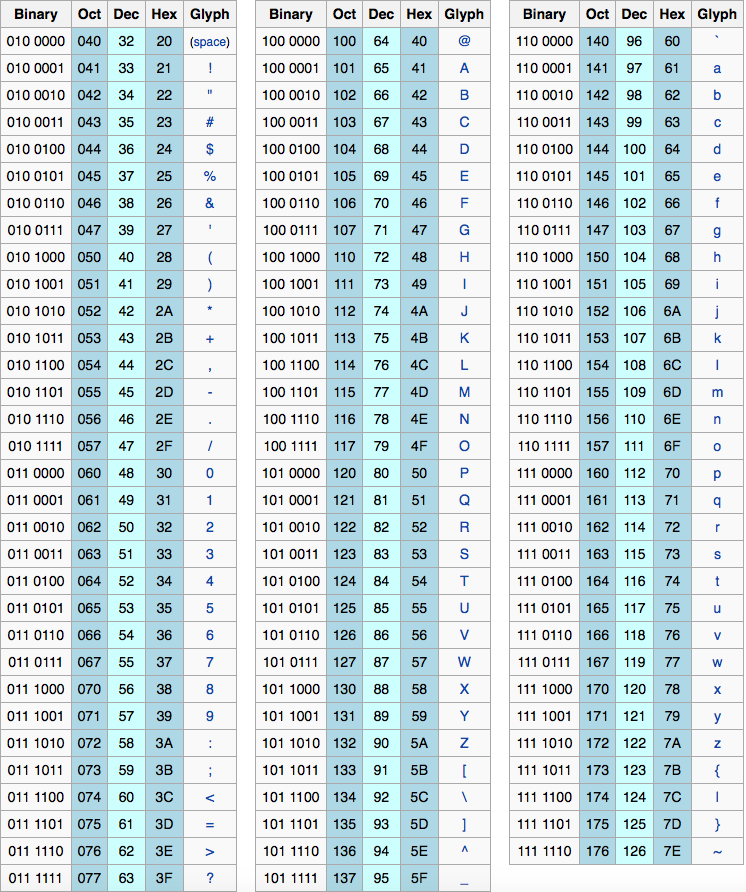 Binary Oct Dec Hex Glyph Binary Oct Dec Hex Glyph Binary Oct Dec Hex Glyph
010 0000 040 32 20 (space) 100 0000 100 64 40 @ 110 0000 140 96 60 `
010 0001 041 33 21 ! 100 0001 101 65 41 A 110 0001 141 97 61 a
010 0010 042 34 22 " 100 0010 102 66 42 B 110 0010 142 98 62 b
010 0011 043 35 23 # 100 0011 103 67 43 C 110 0011 143 99 63 c
010 0100 044 36 24 $ 100 0100 104 68 44 D 110 0100 144 100 64 d
010 0101 045 37 25 % 100 0101 105 69 45 E 110 0101 145 101 65 e
010 0110 046 38 26 & 100 0110 106 70 46 F 110 0110 146 102 66 f
010 0111 047 39 27 ' 100 0111 107 71 47 G 110 0111 147 103 67 g
010 1000 050 40 28 ( 100 1000 110 72 48 H 110 1000 150 104 68 h
010 1001 051 41 29 ) 100 1001 111 73 49 I 110 1001 151 105 69 i
010 1010 052 42 2A * 100 1010 112 74 4A J 110 1010 152 106 6A j
010 1011 053 43 2B + 100 1011 113 75 4B K 110 1011 153 107 6B k
010 1100 054 44 2C , 100 1100 114 76 4C L 110 1100 154 108 6C l
010 1101 055 45 2D - 100 1101 115 77 4D M 110 1101 155 109 6D m
010 1110 056 46 2E . 100 1110 116 78 4E N 110 1110 156 110 6E n
010 1111 057 47 2F / 100 1111 117 79 4F O 110 1111 157 111 6F o
011 0000 060 48 30 0 101 0000 120 80 50 P 111 0000 160 112 70 p
011 0001 061 49 31 1 101 0001 121 81 51 Q 111 0001 161 113 71 q
011 0010 062 50 32 2 101 0010 122 82 52 R 111 0010 162 114 72 r
011 0011 063 51 33 3 101 0011 123 83 53 S 111 0011 163 115 73 s
011 0100 064 52 34 4 101 0100 124 84 54 T 111 0100 164 116 74 t
011 0101 065 53 35 5 101 0101 125 85 55 U 111 0101 165 117 75 u
011 0110 066 54 36 6 101 0110 126 86 56 V 111 0110 166 118 76 v
011 0111 067 55 37 7 101 0111 127 87 57 W 111 0111 167 119 77 w
011 1000 070 56 38 8 101 1000 130 88 58 X 111 1000 170 120 78 x
011 1001 071 57 39 9 101 1001 131 89 59 Y 111 1001 171 121 79 y
011 1010 072 58 3A : 101 1010 132 90 5A Z 111 1010 172 122 7A z
011 1011 073 59 3B ; 101 1011 133 91 5B [ 111 1011 173 123 7B {
011 1100 074 60 3C < 101 1100 134 92 5C \ 111 1100 174 124 7C |
011 1101 075 61 3D = 101 1101 135 93 5D ] 111 1101 175 125 7D }
011 1110 076 62 3E > 101 1110 136 94 5E ^ 111 1110 176 126 7E ~
011 1111 077 63 3F ? 101 1111 137 95 5F _